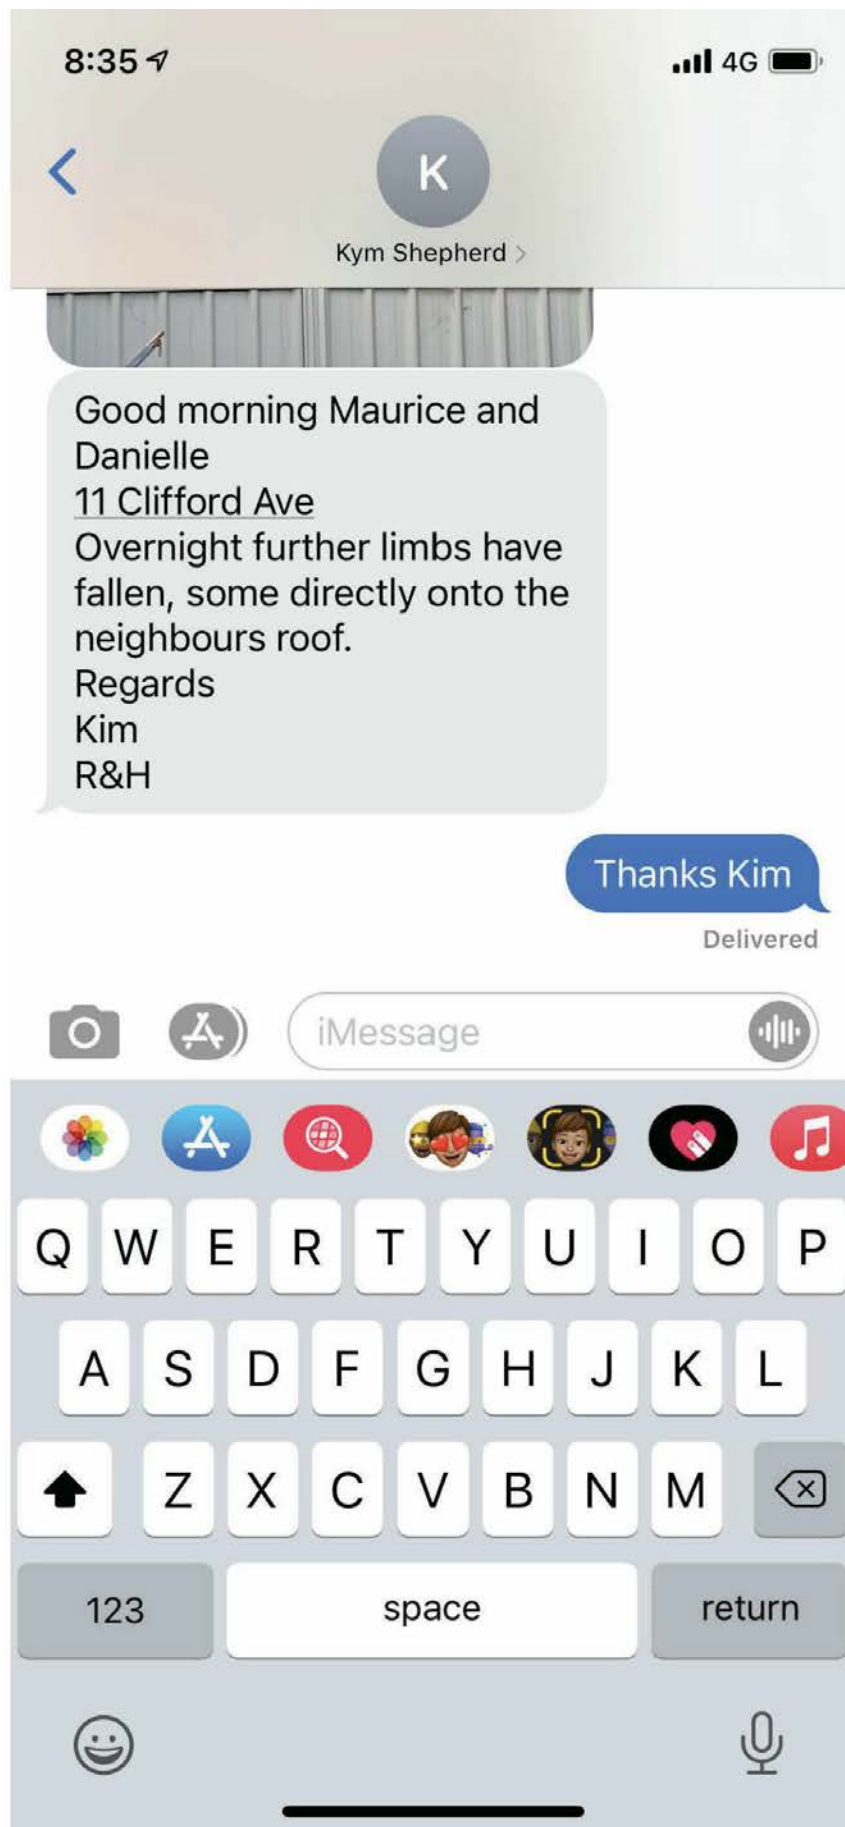 8:35
4G
K
Kym Shepherd
Good morning Maurice and
Danielle
11 Clifford Ave
Overnight further limbs have
fallen, some directly onto the
neighbours roof.
Regards
Kim
R&H
Thanks Kim
Delivered
iMessage
Q W E R T Y U I O P
A S D F G H J K L
Z X C V B N M
123 space return